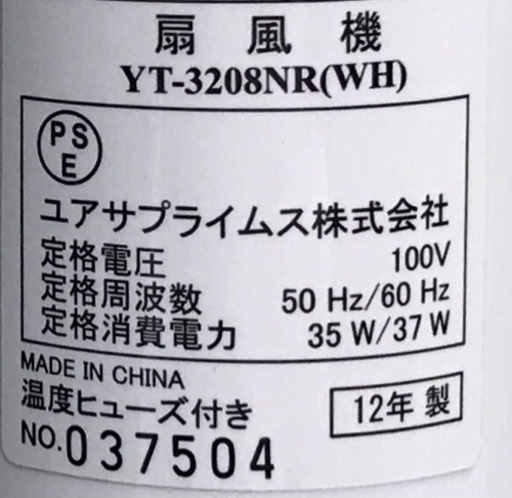 扇風機
YT-3208NR(WH)
PS
E
ユアサプライムス株式会社
定格電圧 100V
定格周波数 50 Hz/60 Hz
定格消費電力 35 W/37 W
MADE IN CHINA
温度ヒューズ付き 12年 製
NO.037504